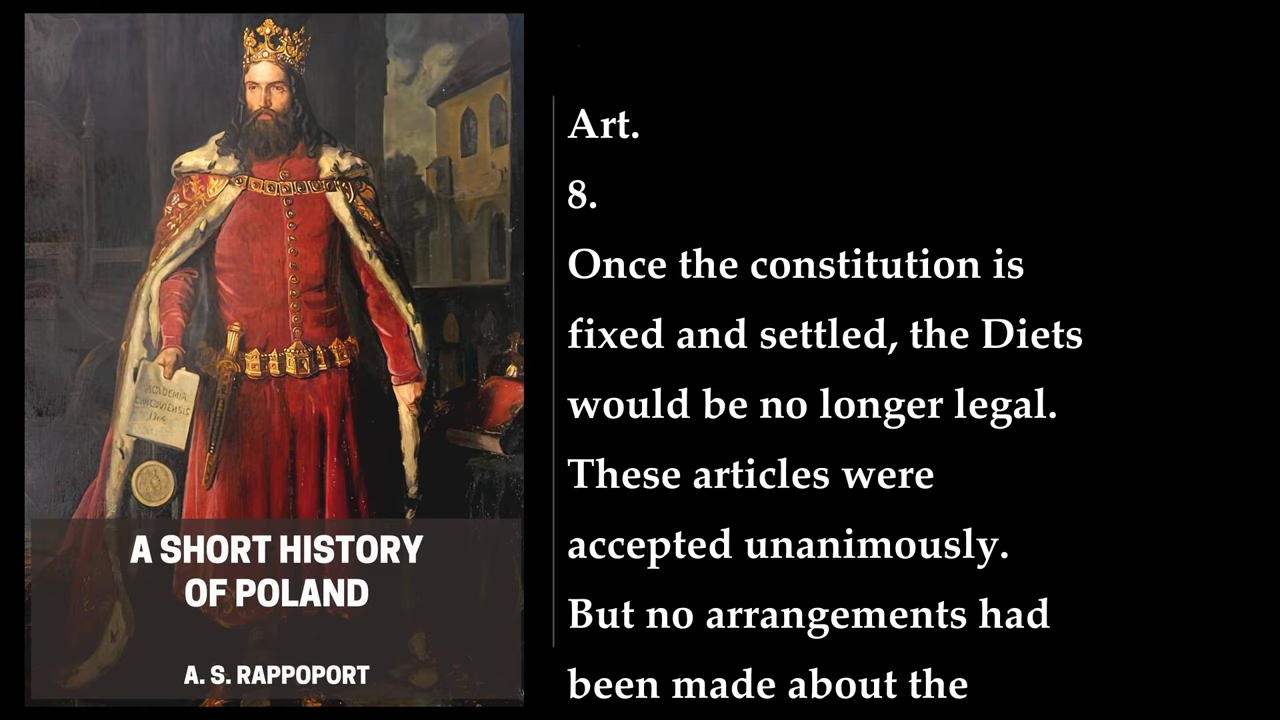 ACADEMIA
A SHORT HISTORY
OF POLAND
A. S. RAPPOPORT
Art.
8.
Once the constitution is
fixed and settled, the Diets
would be no longer legal.
These articles were
accepted unanimously.
But no arrangements had
been made about the